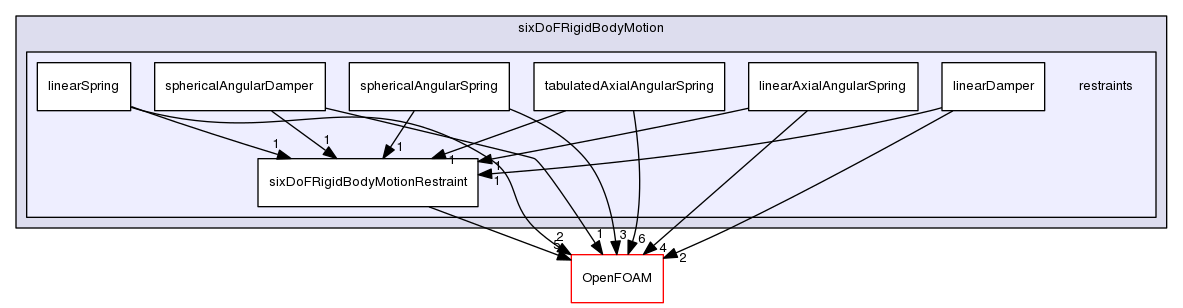 sixDoFRigidBodyMotion
linearSpring
sphericalAngularDamper
sphericalAngularSpring
tabulatedAxialAngularSpring
linearAxialAngularSpring
linearDamper
restraints
1
1
1
1
1
1
sixDoFRigidBodyMotionRestraint
2
1
3
6
4
2
OpenFOAM